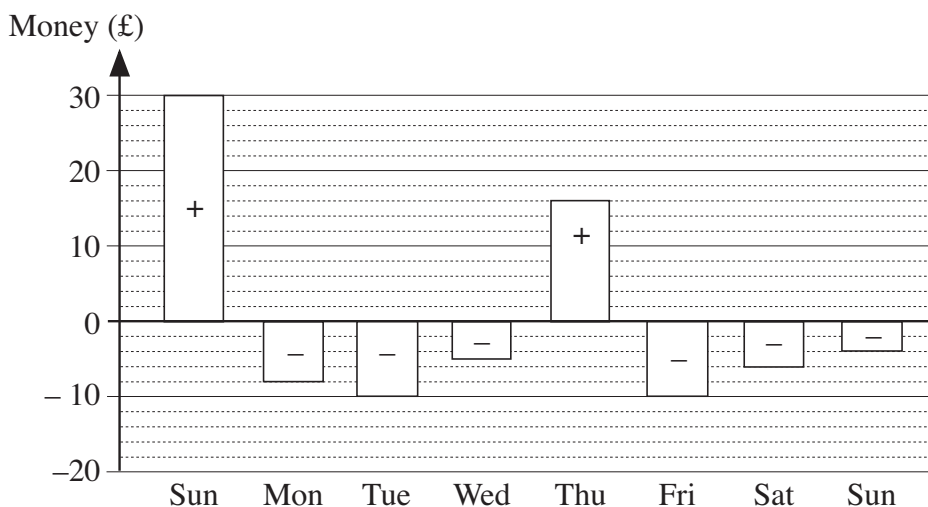 Money (£)
30
20
+
+
10
0
– – – – – –
– 10
–20
Sun Mon Tue Wed Thu Fri Sat Sun